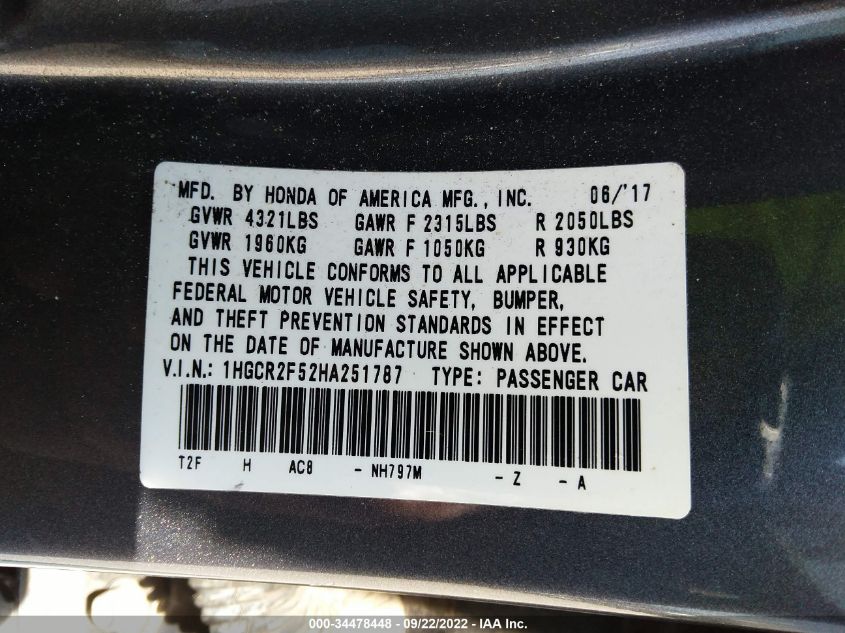 MFD. BY HONDA OF AMERICA MFG., INC. 06/'17
GVWR 4321LBS GAWR F 2315LBS R 2050LBS
GVWR 1960KG GAWR F 1050KG R 930KG
THIS VEHICLE CONFORMS TO ALL APPLICABLE
FEDERAL MOTOR VEHICLE SAFETY, BUMPER,
AND THEFT PREVENTION STANDARDS IN EFFECT
ON THE DATE OF MANUFACTURE SHOWN ABOVE.
V.I.N.: 1HGCR2F52HA251787 TYPE: PASSENGER CAR
T2F H AC8 - NH797M - Z - A
000-34478448 - 09/22/2022 - IAA Inc.